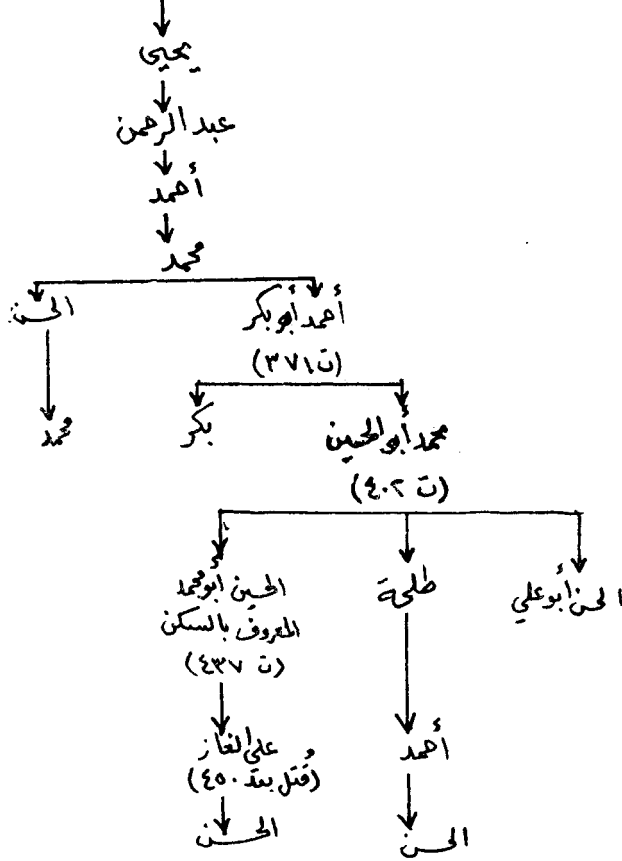 يحيى
عبد الرحمن
أحمد
محمد
أحمد أبو بكر
الحسن
(ت ٣٧١)
محمد أبو الحسين
بكر
محمد
(ت ٤٠٢)
الحسن أبو علي
طلحة
الحسين أبو محمد
المعروف بالسكن
(ت ٤٣٧)
أحمد
علي الغاز
(قُتل بعد ٤٥٠)
الحسن
الحسن